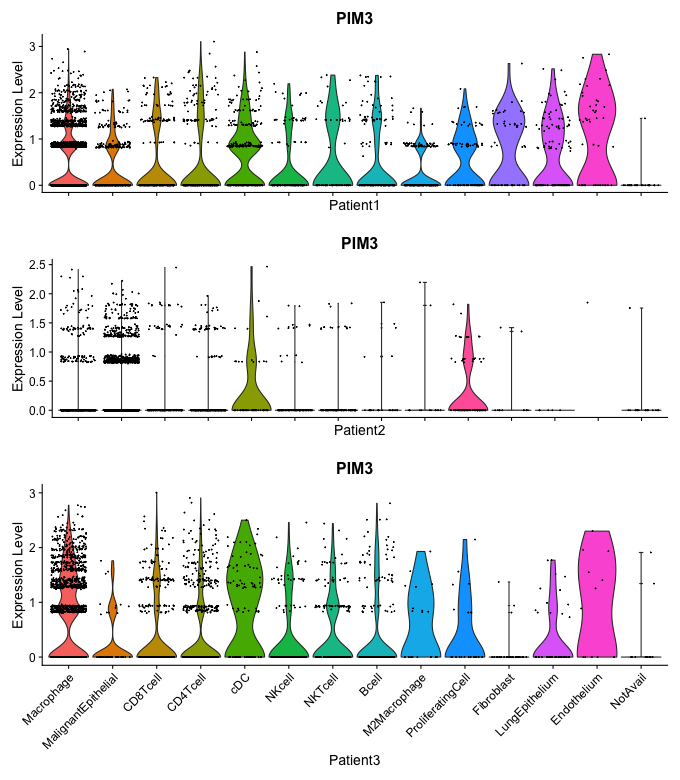 PIM3
Expression Level
3
2
1
0
Patient1
PIM3
Expression Level
2.5
2.0
1.5
1.0
0.5
0.0
Patient2
PIM3
Expression Level
3
2
1
0
Macrophage
MalignantEpithelial
CD8Tcell
CD4Tcell
cDC
NKcell
NKTcell
Bcell
M2Macrophage
ProliferatingCell
Fibroblast
LungEpithelium
Endothelium
NotAvail
Patient3